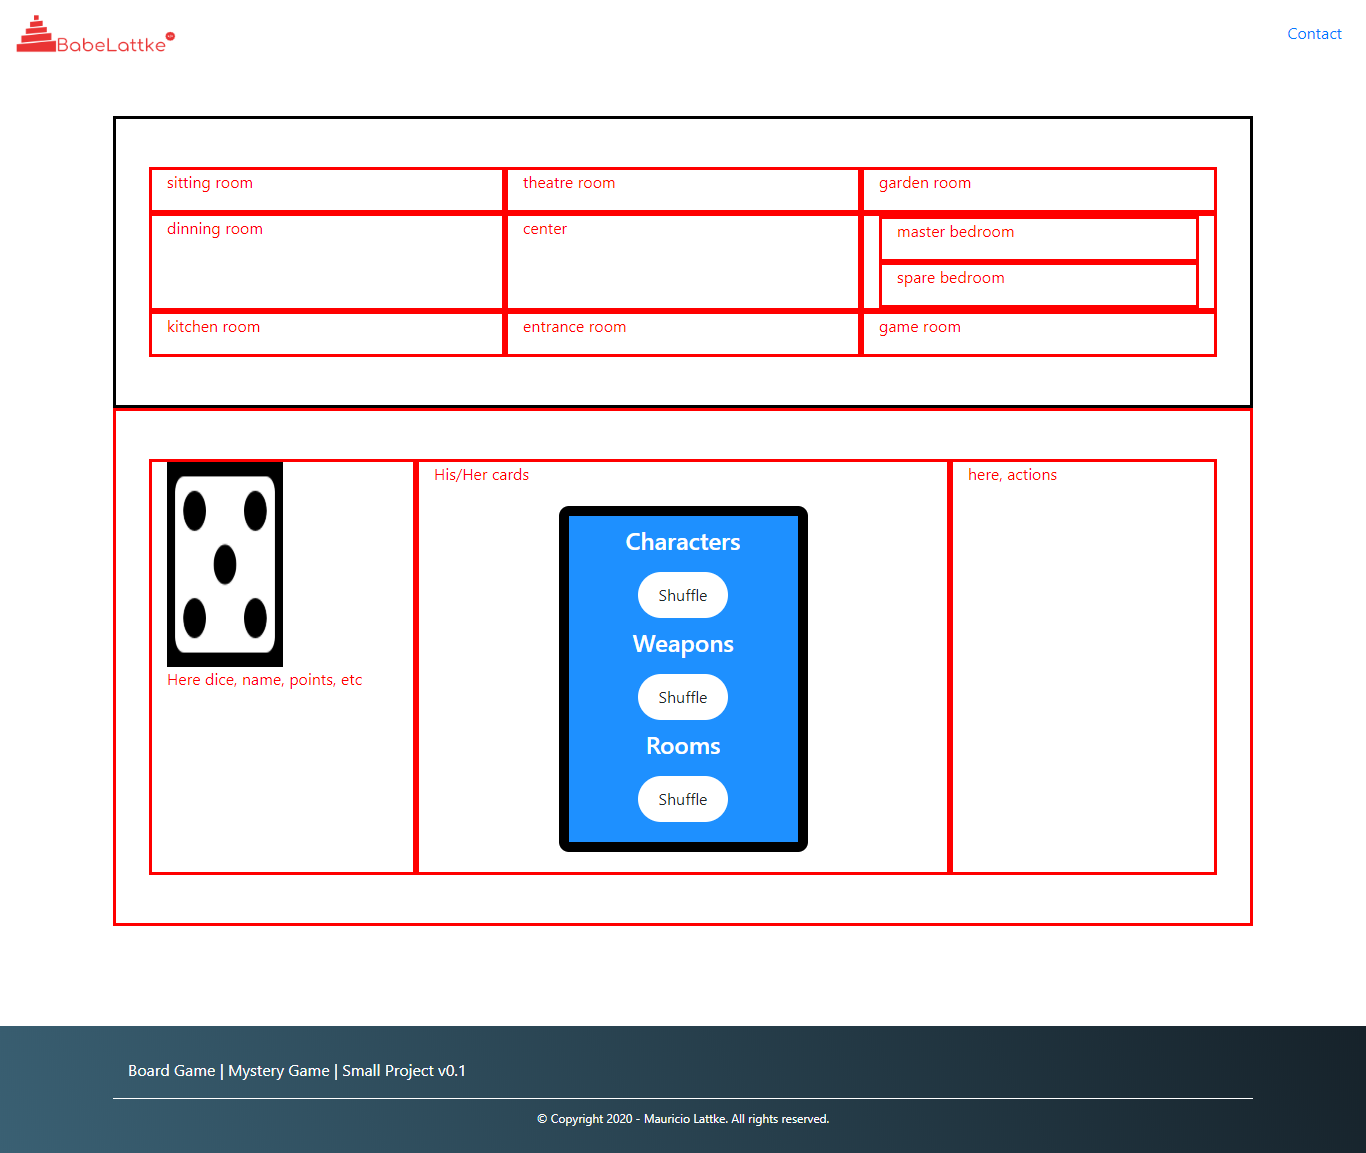 BabeLattke
Contact
sitting room
theatre room
garden room
dinning room
center
master bedroom
spare bedroom
kitchen room
entrance room
game room
Here dice, name, points, etc
His/Her cards
Characters
Shuffle
Weapons
Shuffle
Rooms
Shuffle
here, actions
Board Game | Mystery Game | Small Project v0.1
© Copyright 2020 - Mauricio Lattke. All rights reserved.